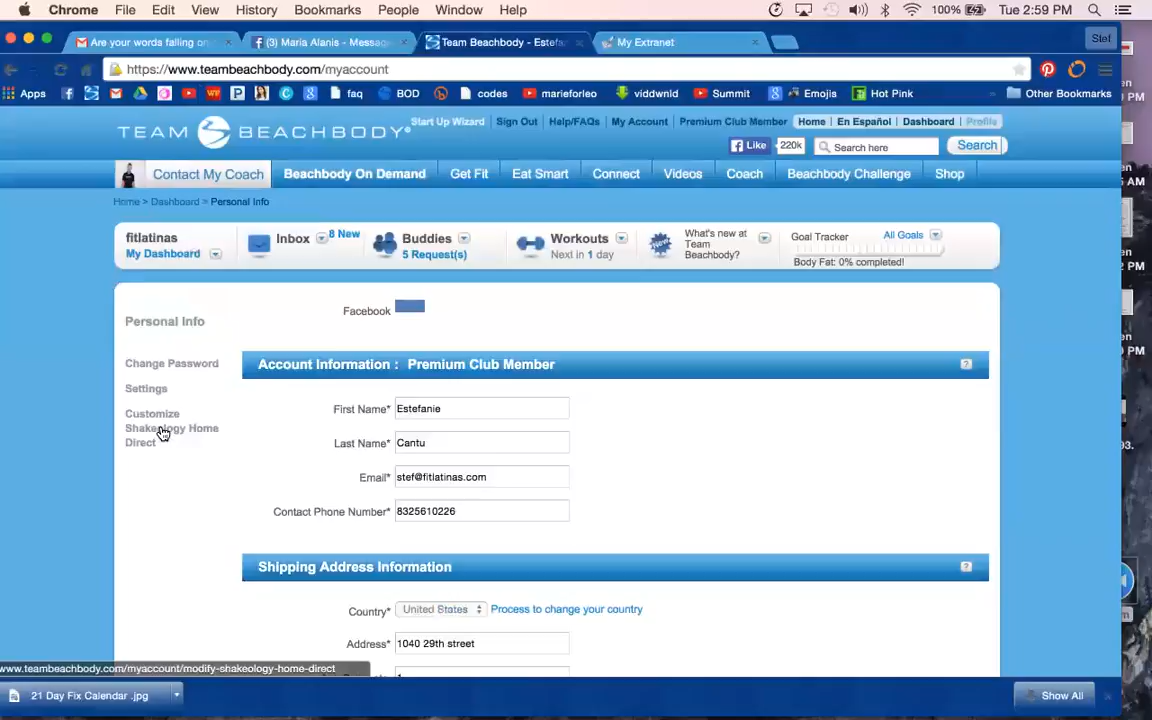 Chrome File Edit View History Bookmarks People Window Help 100% Tue 2:59 PM
Are your words falling on (3) Maria Alanis - Messag Team Beachbody - Estef My Extranet Stef
https://www.teambeachbody.com/myaccount
Apps faq BOD codes marieforleo viddwnld Summit Emojis Hot Pink Other Bookmarks
TEAM BEACHBODY
Start Up Wizard Sign Out Help/FAQs My Account Premium Club Member Home En Español Dashboard Profile
Like 220k Search here Search
Contact My Coach Beachbody On Demand Get Fit Eat Smart Connect Videos Coach Beachbody Challenge Shop
Home > Dashboard > Personal Info
fitlatinas
My Dashboard
Inbox 8 New
Buddies
5 Request(s)
Workouts
Next in 1 day
New
What's new at
Team
Beachbody?
Goal Tracker All Goals
Body Fat: 0% completed!
Personal Info
Change Password
Settings
Customize
Shakeology Home
Direct
Facebook
Account Information : Premium Club Member ?
First Name* Estefanie
Last Name* Cantu
Email* stef@fitlatinas.com
Contact Phone Number* 8325610226
Shipping Address Information ?
Country* United States Process to change your country
Address* 1040 29th street
www.teambeachbody.com/myaccount/modify-shakeology-home-direct
21 Day Fix Calendar .jpg Show All